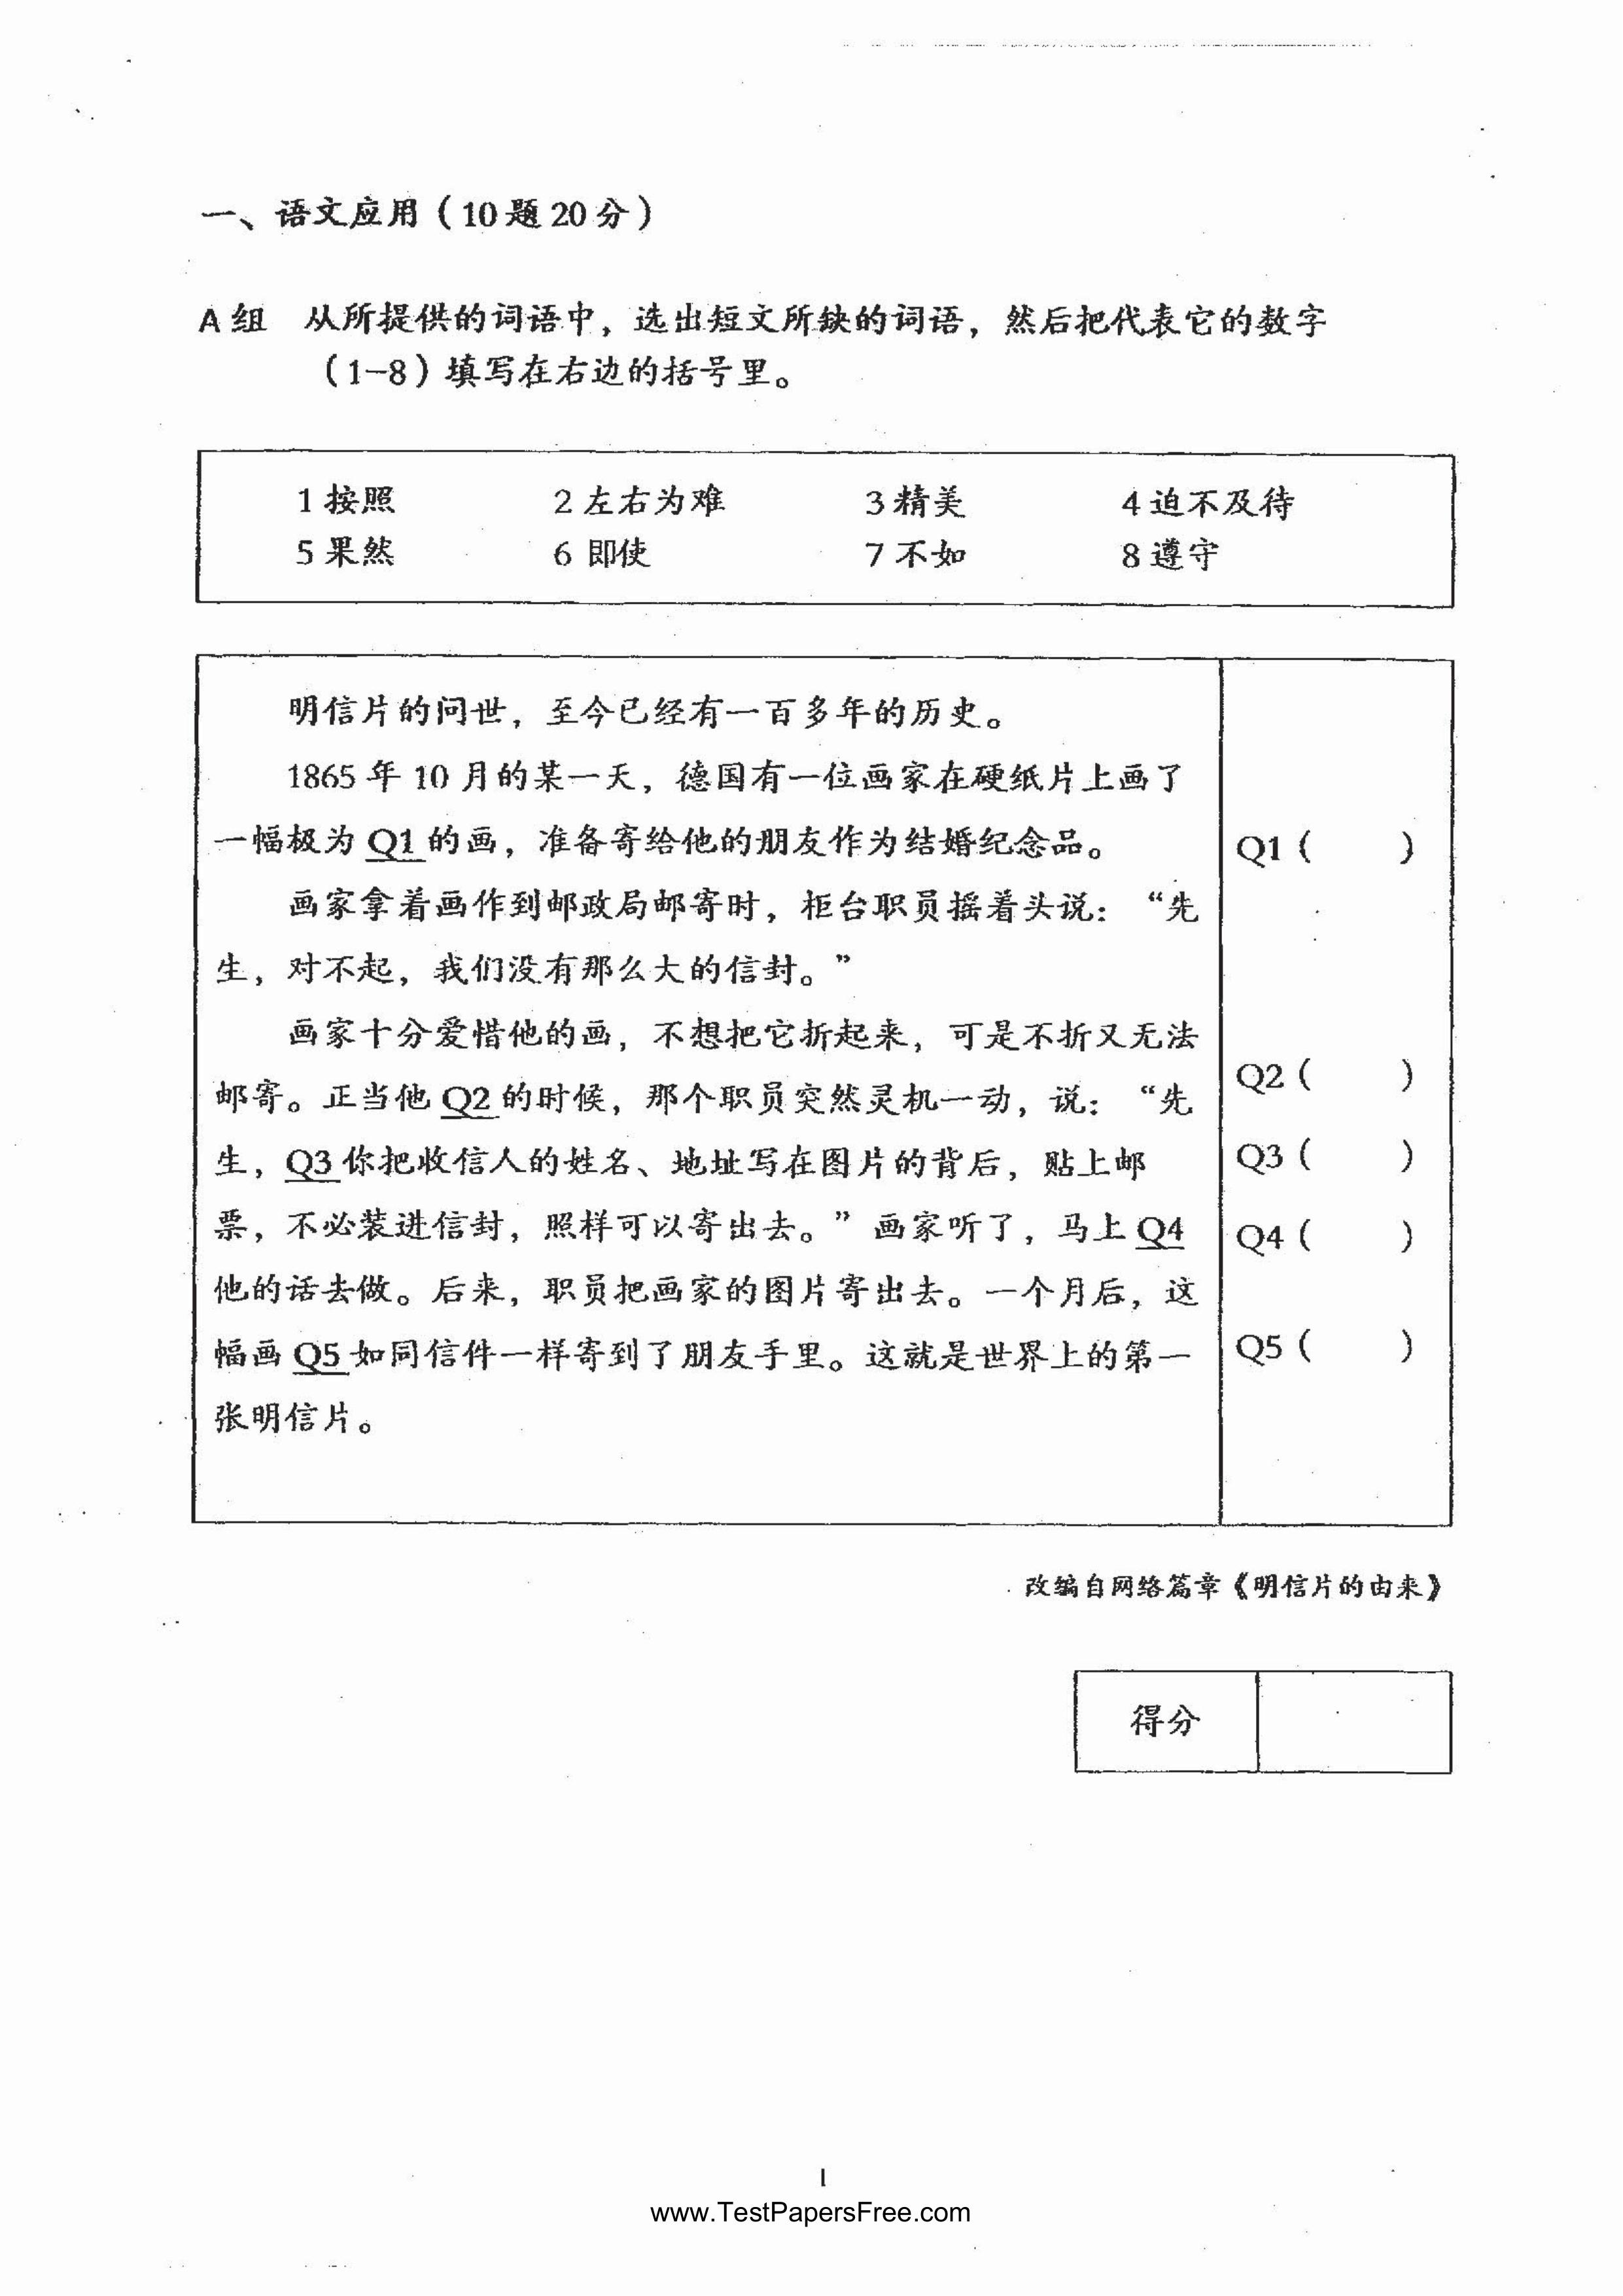 一、语文应用（10题20分）
A组 从所提供的词语中，选出短文所缺的词语，然后把代表它的数字
（1-8）填写在右边的括号里。
1 按照 2 左右为难 3 精美 4 迫不及待
5 果然 6 即使 7 不如 8 遵守
明信片的问世，至今已经有一百多年的历史。
1865 年 10 月的某一天，德国有一位画家在硬纸片上画了
一幅极为 Q1 的画，准备寄给他的朋友作为结婚纪念品。
Q1（ ）
画家拿着画作到邮政局邮寄时，柜台职员摇着头说：“先
生，对不起，我们没有那么大的信封。”
画家十分爱惜他的画，不想把它折起来，可是不折又无法
邮寄。正当他 Q2 的时候，那个职员突然灵机一动，说：“先
Q2（ ）
生，Q3 你把收信人的姓名、地址写在图片的背后，贴上邮
Q3（ ）
票，不必装进信封，照样可以寄出去。”画家听了，马上 Q4
Q4（ ）
他的话去做。后来，职员把画家的图片寄出去。一个月后，这
幅画 Q5 如同信件一样寄到了朋友手里。这就是世界上的第一
Q5（ ）
张明信片。
改编自网络篇章《明信片的由来》
得分
1
www.TestPapersFree.com